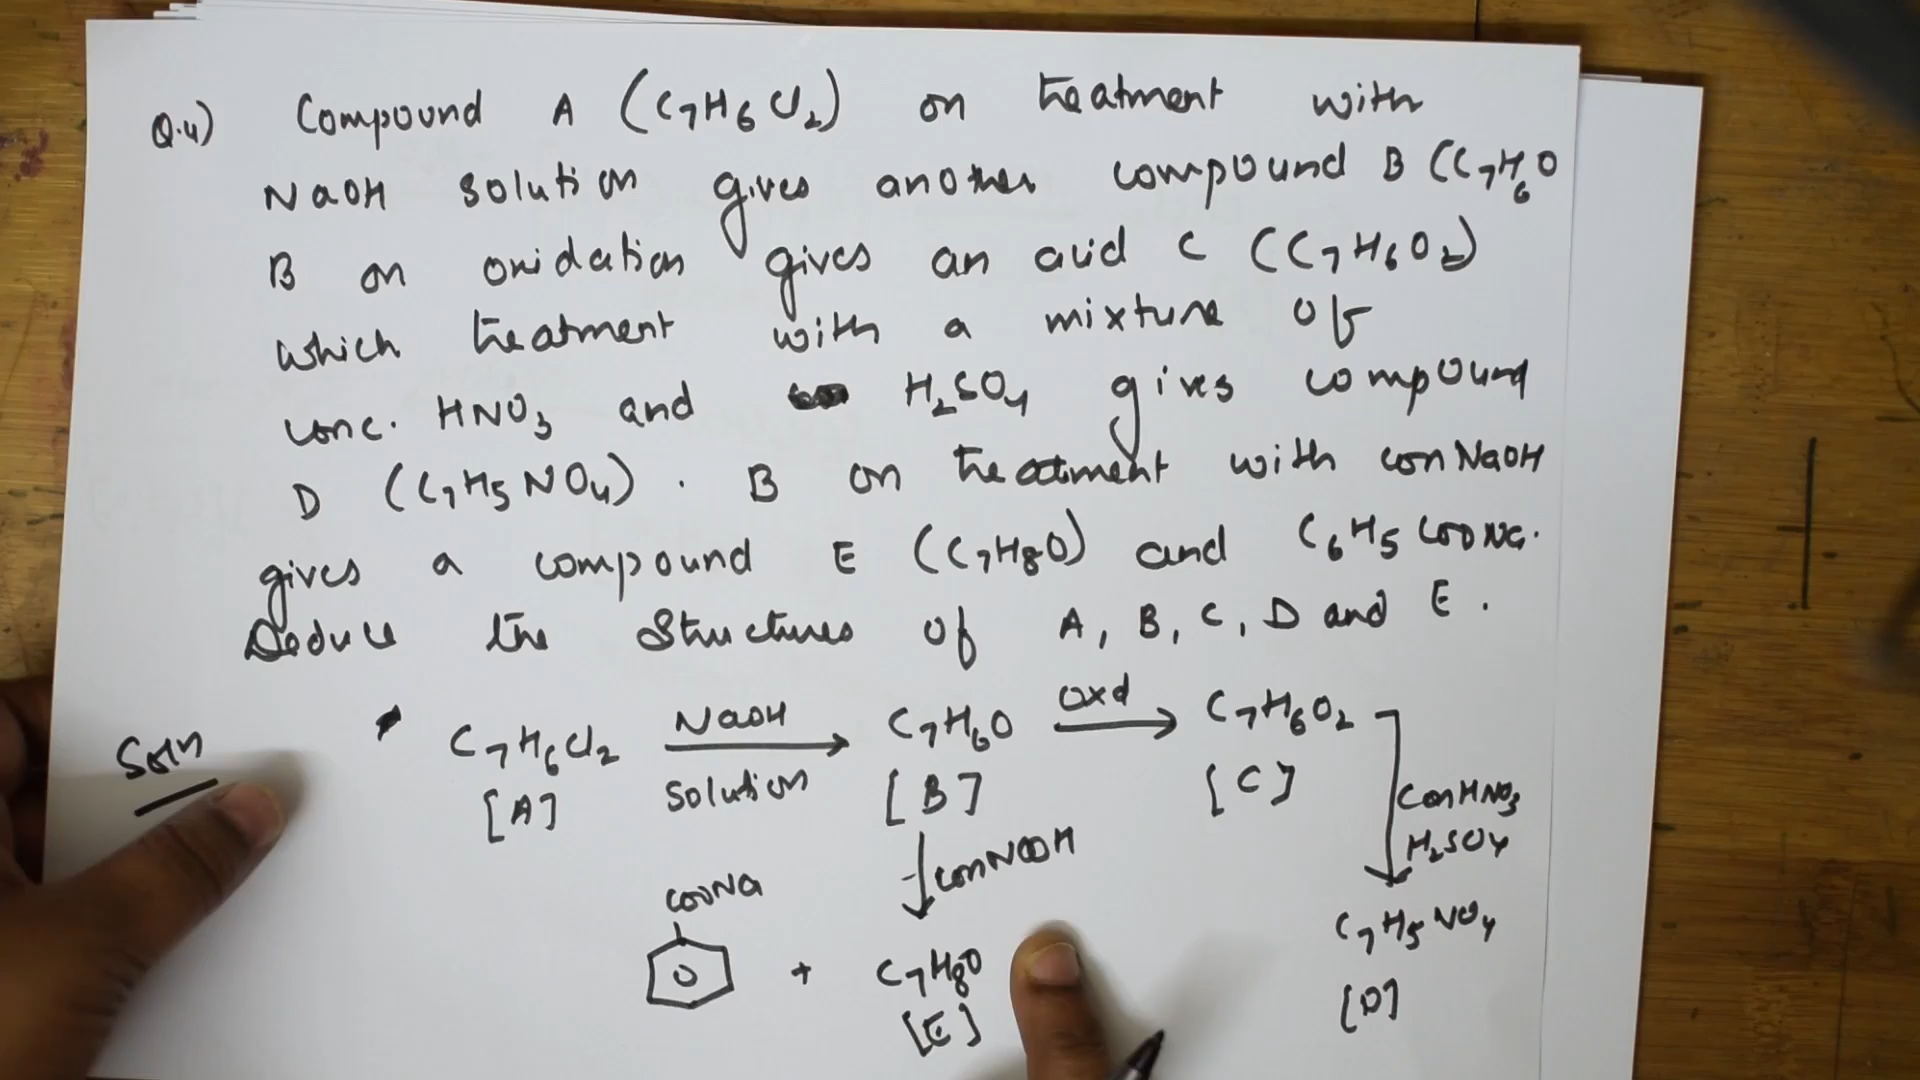 Q.4) Compound A (C7H6Cl2) on treatment with
NaOH solution gives another compound B (C7H6O
B on oxidation gives an acid C (C7H6O2)
which treatment with a mixture of
conc. HNO3 and H2SO4 gives compound
D (C7H5NO4). B on treatment with con NaOH
gives a compound E (C7H8O) and C6H5COONa.
Deduce the structures of A, B, C, D and E.
Soln
C7H6Cl2 NaOH solution C7H6O oxd C7H6O2
[A] [B] [C]
con HNO3
H2SO4
con NaOH
COONa
+ C7H8O
[E]
C7H5NO4
[D]